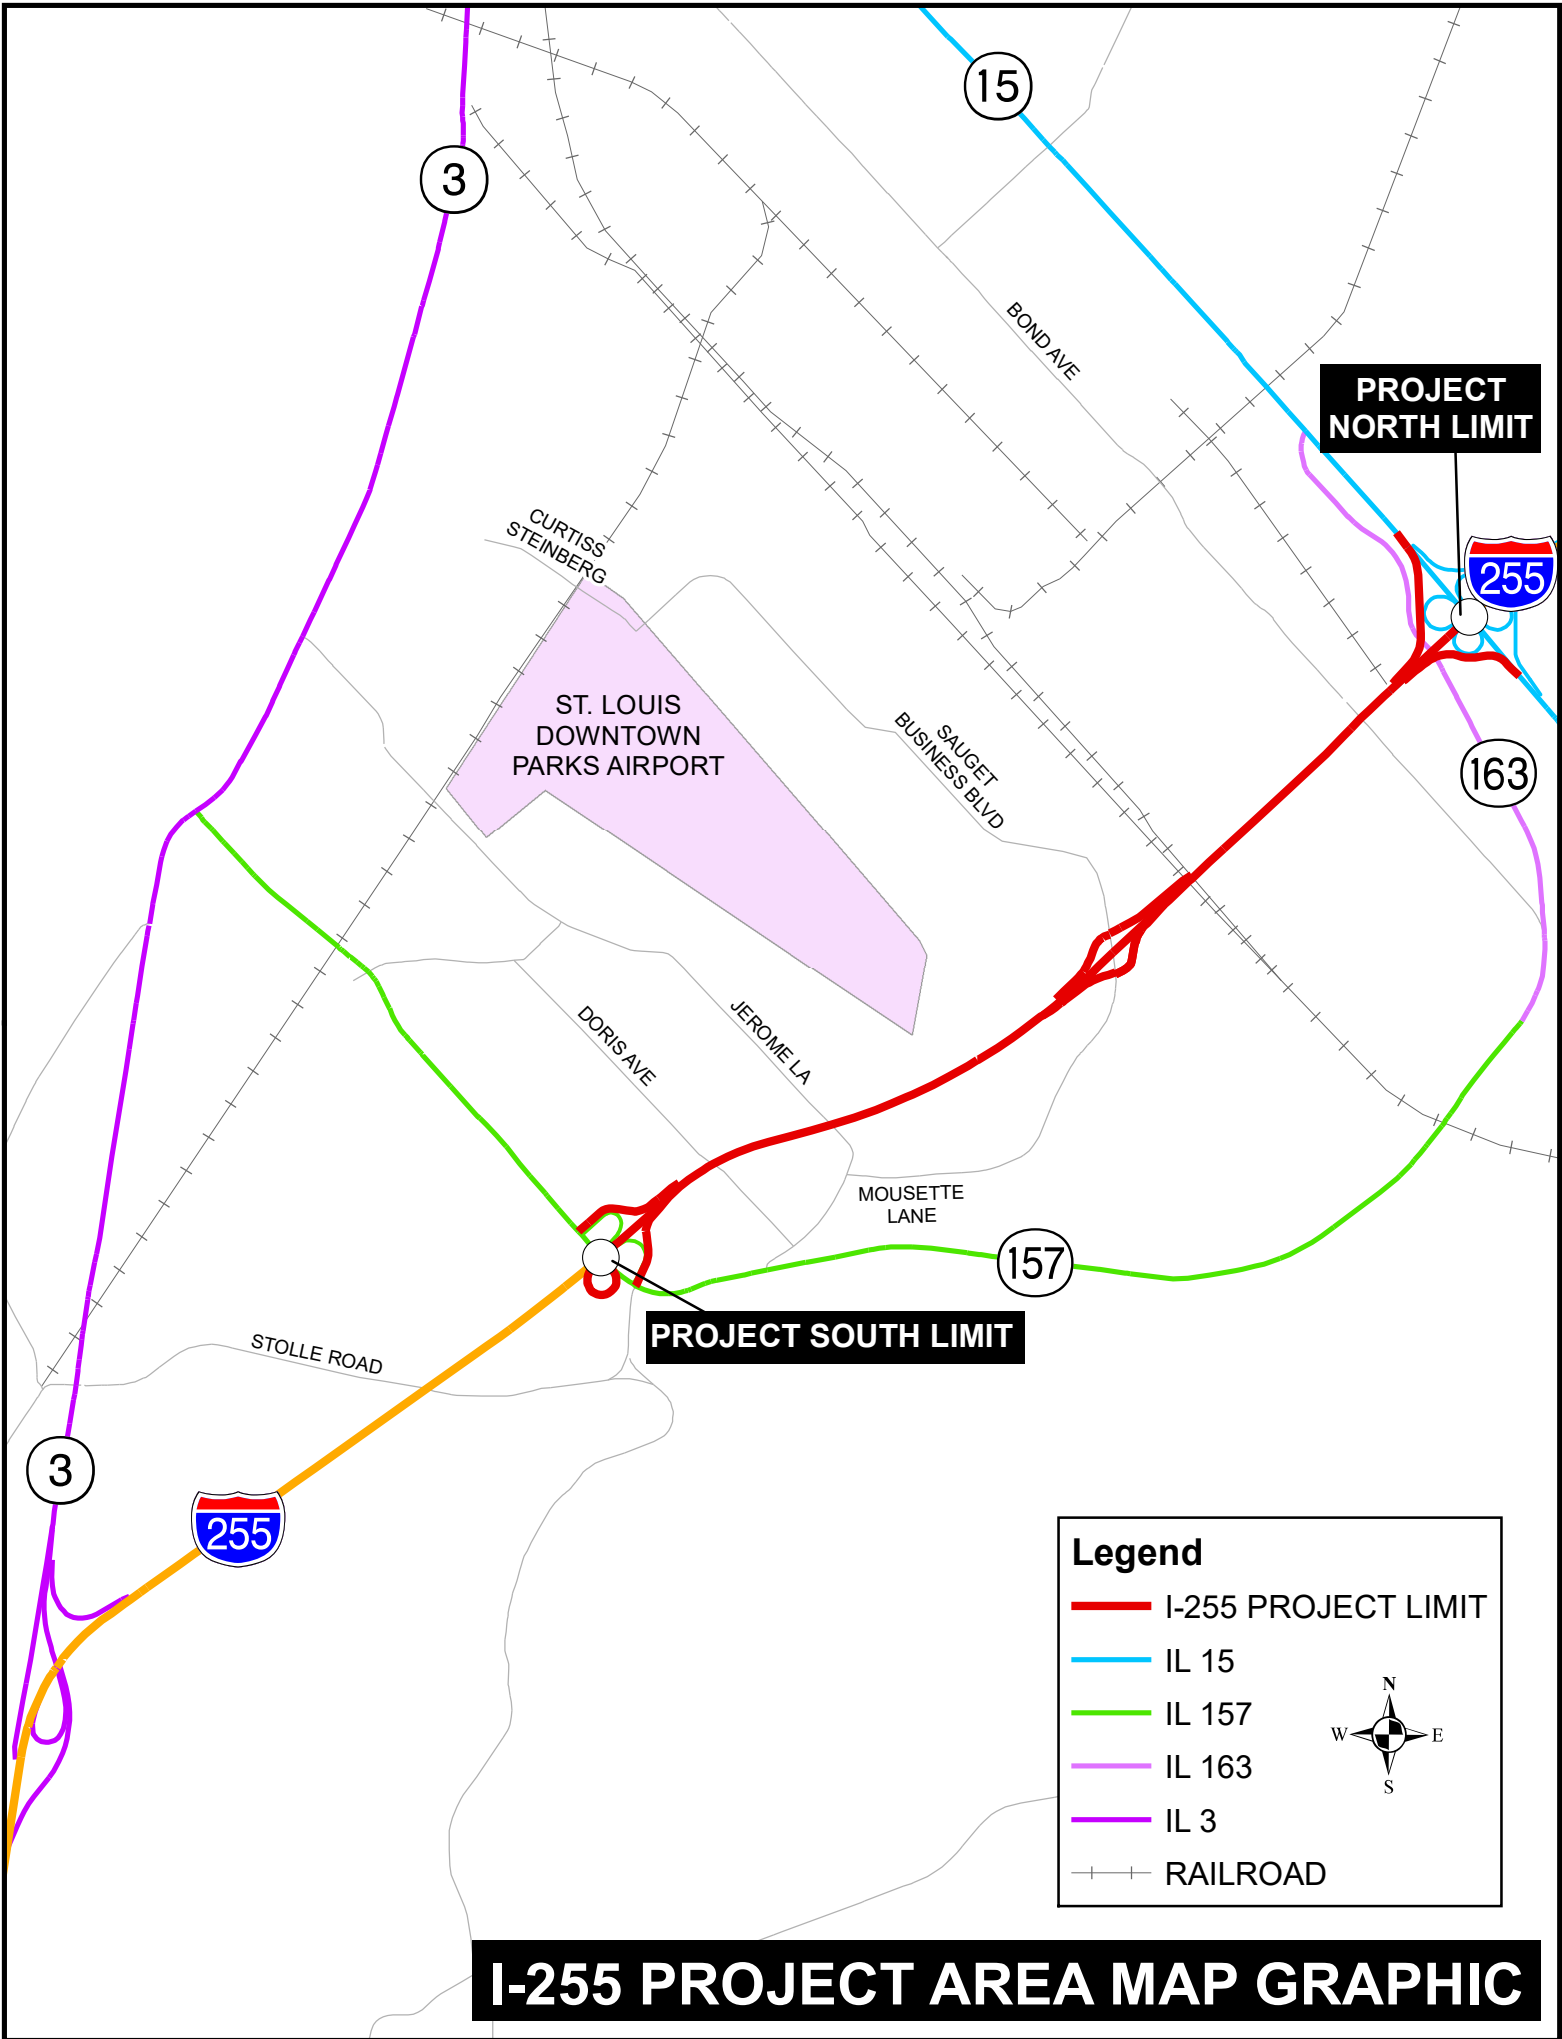 15
3
BOND AVE
PROJECT
NORTH LIMIT
CURTISS
STEINBERG
255
ST. LOUIS
DOWNTOWN
PARKS AIRPORT
SAUGET
BUSINESS BLVD
163
DORIS AVE
JEROME LA
MOUSETTE
LANE
157
PROJECT SOUTH LIMIT
STOLLE ROAD
3
255
Legend
I-255 PROJECT LIMIT
IL 15
IL 157
IL 163
IL 3
RAILROAD
N
W
E
S
I-255 PROJECT AREA MAP GRAPHIC